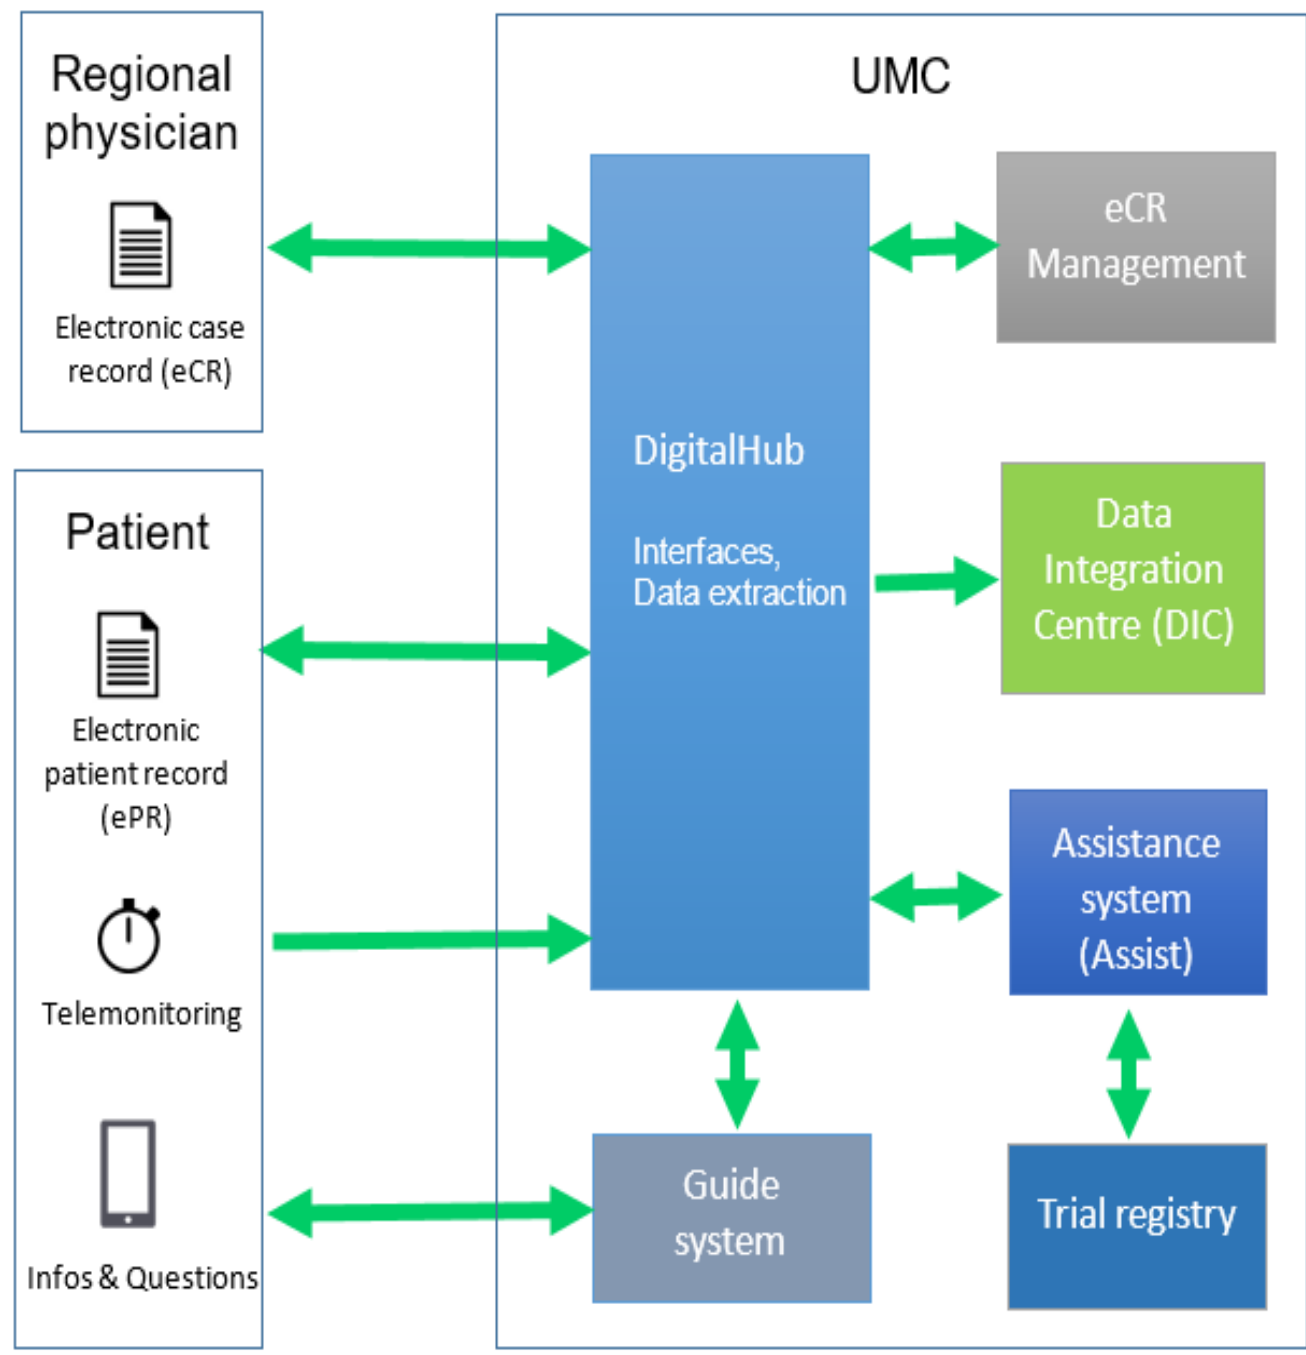 Regional
physician
Electronic case
record (eCR)
Patient
Electronic
patient record
(ePR)
Telemonitoring
Infos & Questions
UMC
DigitalHub
Interfaces,
Data extraction
eCR
Management
Data
Integration
Centre (DIC)
Assistance
system
(Assist)
Guide
system
Trial registry